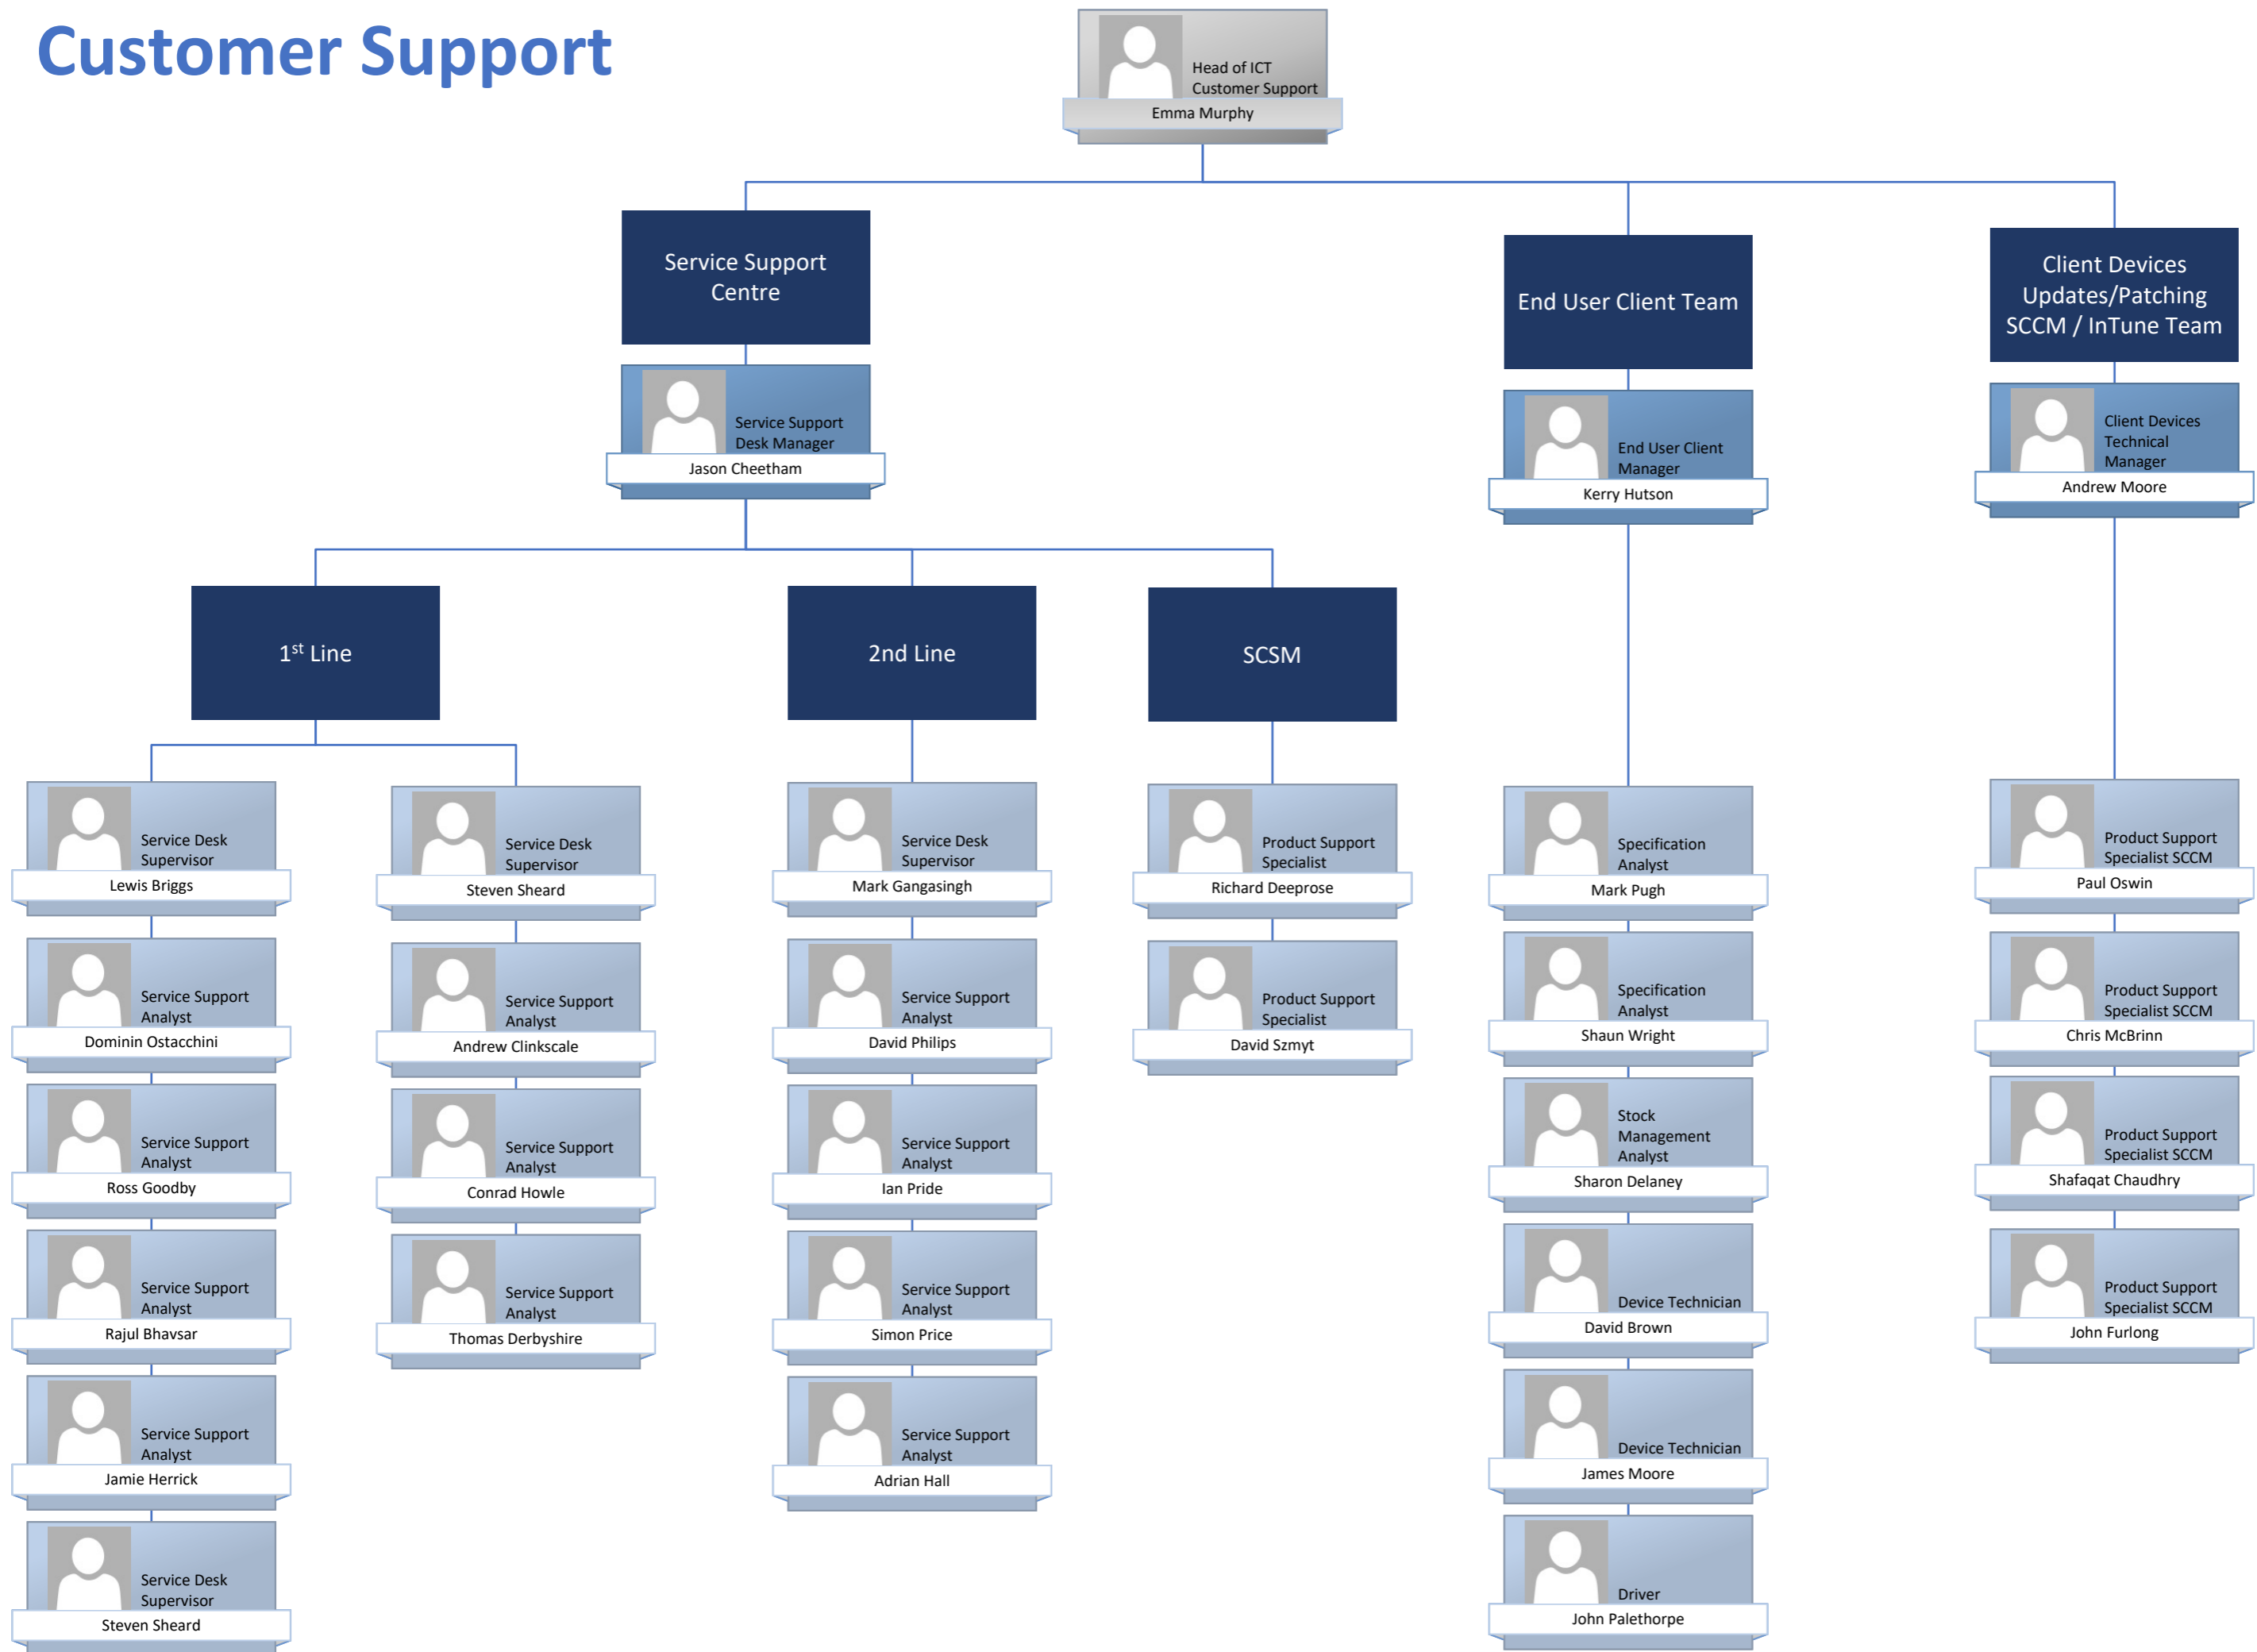 Customer Support
Head of ICT
Customer Support
Emma Murphy
Service Support
Centre
Service Support
Desk Manager
Jason Cheetham
End User Client Team
End User Client
Manager
Kerry Hutson
Client Devices
Updates/Patching
SCCM / InTune Team
Client Devices
Technical
Manager
Andrew Moore
1st Line
2nd Line
SCSM
Service Desk
Supervisor
Lewis Briggs
Service Support
Analyst
Dominin Ostacchini
Service Support
Analyst
Ross Goodby
Service Support
Analyst
Rajul Bhavsar
Service Support
Analyst
Jamie Herrick
Service Desk
Supervisor
Steven Sheard
Service Desk
Supervisor
Steven Sheard
Service Support
Analyst
Andrew Clinkscale
Service Support
Analyst
Conrad Howle
Service Support
Analyst
Thomas Derbyshire
Service Desk
Supervisor
Mark Gangasingh
Service Support
Analyst
David Philips
Service Support
Analyst
Ian Pride
Service Support
Analyst
Simon Price
Service Support
Analyst
Adrian Hall
Product Support
Specialist
Richard Deeprose
Product Support
Specialist
David Szmyt
Specification
Analyst
Mark Pugh
Specification
Analyst
Shaun Wright
Stock
Management
Analyst
Sharon Delaney
Device Technician
David Brown
Device Technician
James Moore
Driver
John Palethorpe
Product Support
Specialist SCCM
Paul Oswin
Product Support
Specialist SCCM
Chris McBrinn
Product Support
Specialist SCCM
Shafaqat Chaudhry
Product Support
Specialist SCCM
John Furlong